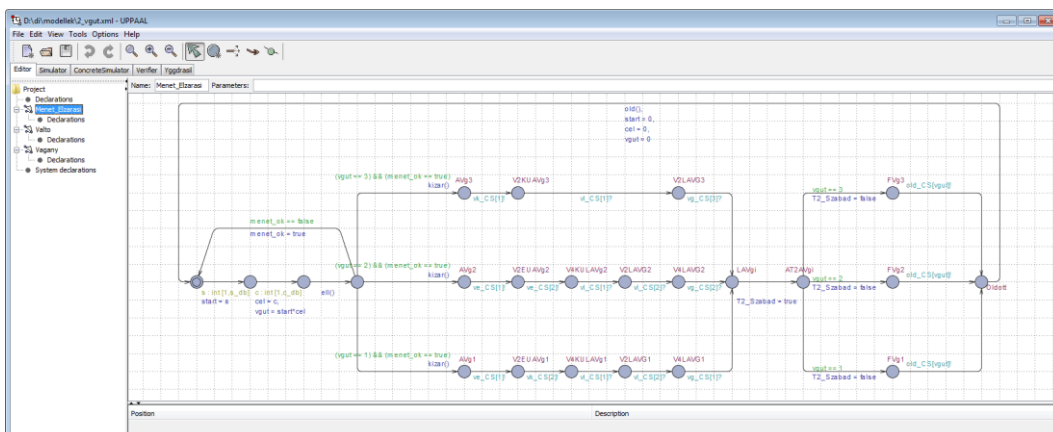 D:\di\modellek\2_vgut.xml - UPPAAL
File Edit View Tools Options Help
Editor Simulator ConcreteSimulator Verifier Yggdrasil
Project
Declarations
Menet_Elzarasi
Declarations
Valto
Declarations
Vagany
Declarations
System declarations
Name: Menet_Elzarasi Parameters:
old(),
start = 0,
cel = 0,
vgut = 0
(vgut == 3) && (menet_ok == true)
kizar()
AVg3 V2KUAVg3 V2LAVG3
vk_CS[1]! vl_CS[1]? vg_CS[3]?
vgut == 3
T2_Szabad = false
FVg3
old_CS[vgut]!
menet_ok == false
menet_ok = true
s : int[1,s_db]
start = s
c : int[1,c_db]
cel = c,
vgut = start*cel
ell()
(vgut == 2) && (menet_ok == true)
kizar()
AVg2 V2EUAVg2 V4KUAVg2 V2LAVG2 V4LAVG2
ve_CS[1]! ve_CS[2]! vl_CS[1]? vl_CS[2]? vg_CS[2]?
LAVgi
T2_Szabad = true
AT2AVgi
vgut == 2
T2_Szabad = false
FVg2
old_CS[vgut]!
Oldott
(vgut == 1) && (menet_ok == true)
kizar()
AVg1 V2EUAVg1 V4KULAVg1 V2LAVG1 V4LAVG1
ve_CS[1]! vk_CS[2]! vl_CS[1]? vl_CS[2]? vg_CS[1]?
vgut == 1
T2_Szabad = false
FVg1
old_CS[vgut]!
Position Description